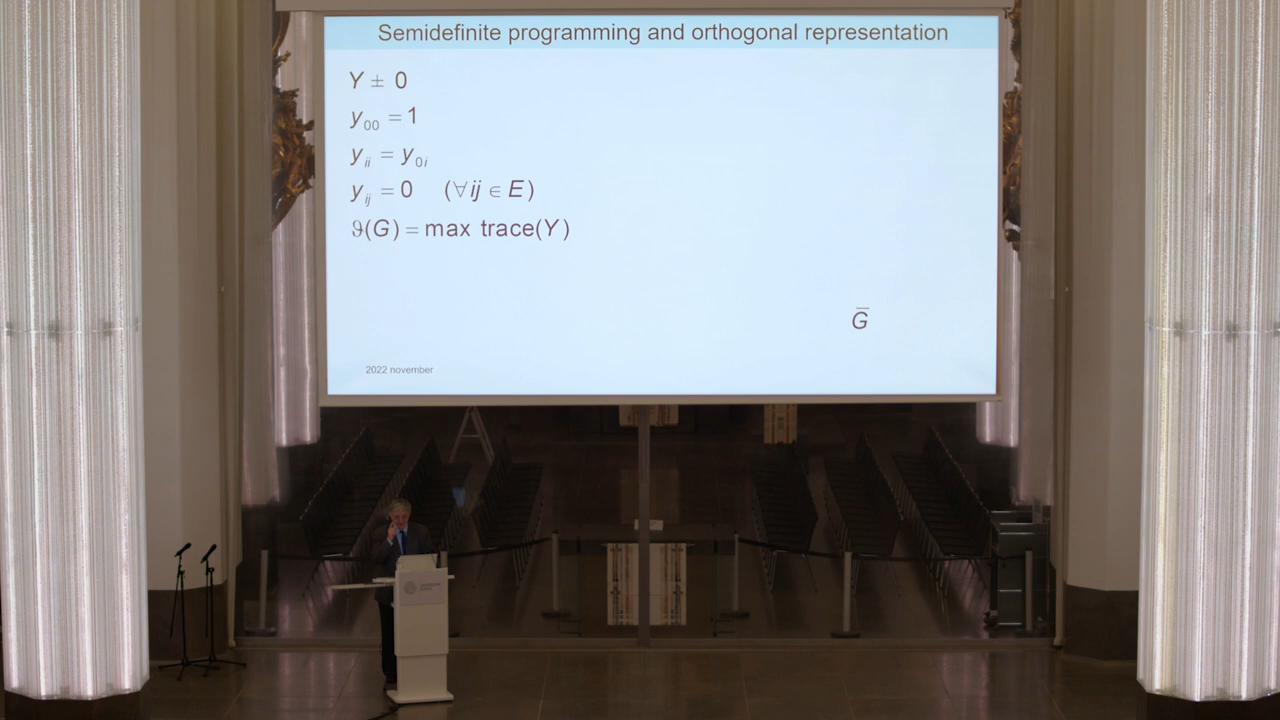 Semidefinite programming and orthogonal representation
Y ± 0
y₀₀ = 1
yᵢᵢ = y₀ᵢ
yᵢⱼ = 0 (∀ij ∈ E)
ϑ(G) = max trace(Y)
G̅
2022 november